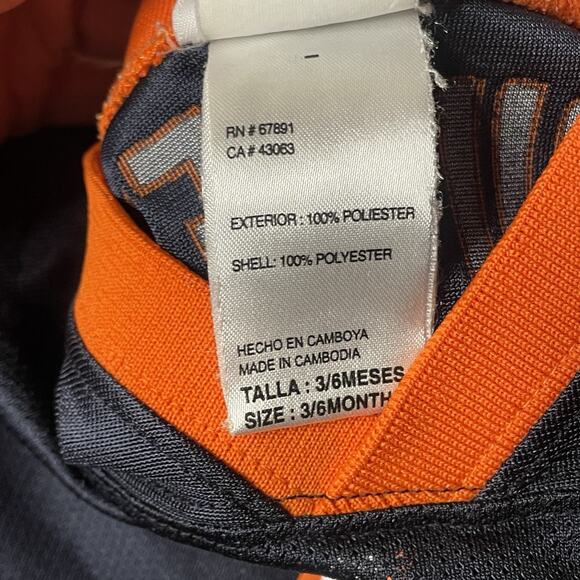 RN # 67891
CA # 43063
EXTERIOR : 100% POLIESTER
SHELL: 100% POLYESTER
HECHO EN CAMBOYA
MADE IN CAMBODIA
TALLA : 3/6MESES
SIZE : 3/6MONTH